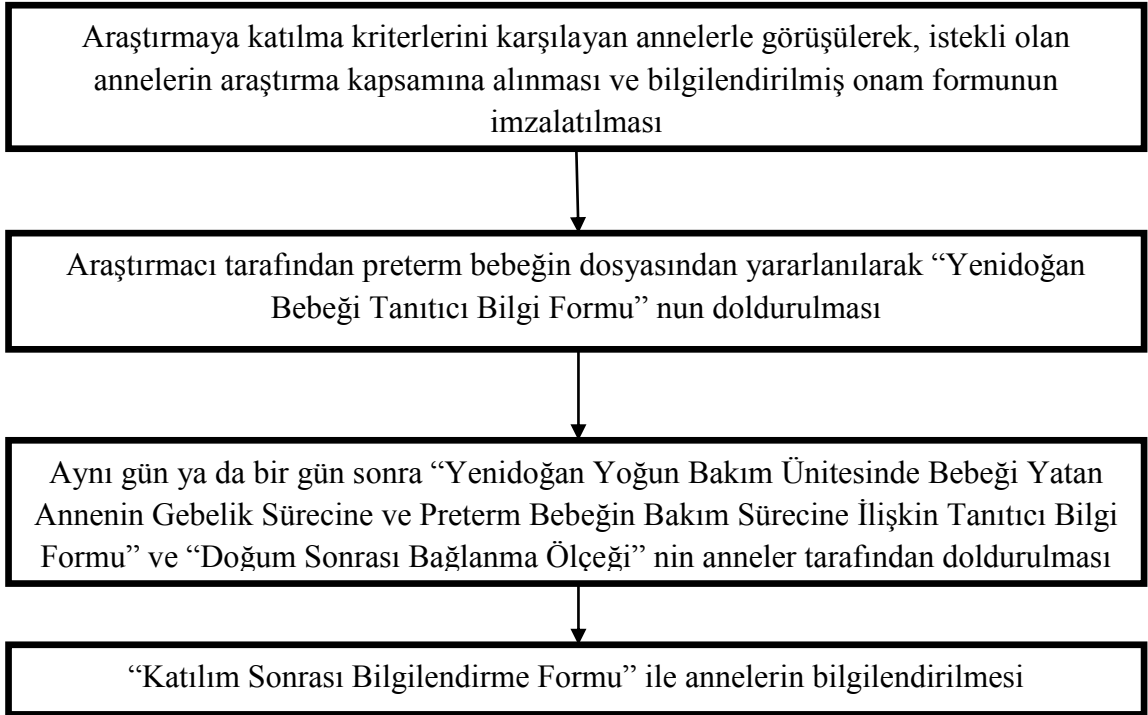 Araştırmaya katılma kriterlerini karşılayan annelerle görüşülerek, istekli olan
annelerin araştırma kapsamına alınması ve bilgilendirilmiş onam formunun
imzalatılması
Araştırmacı tarafından preterm bebeğin dosyasından yararlanılarak “Yenidoğan
Bebeği Tanıtıcı Bilgi Formu” nun doldurulması
Aynı gün ya da bir gün sonra “Yenidoğan Yoğun Bakım Ünitesinde Bebeği Yatan
Annenin Gebelik Sürecine ve Preterm Bebeğin Bakım Sürecine İlişkin Tanıtıcı Bilgi
Formu” ve “Doğum Sonrası Bağlanma Ölçeği” nin anneler tarafından doldurulması
“Katılım Sonrası Bilgilendirme Formu” ile annelerin bilgilendirilmesi